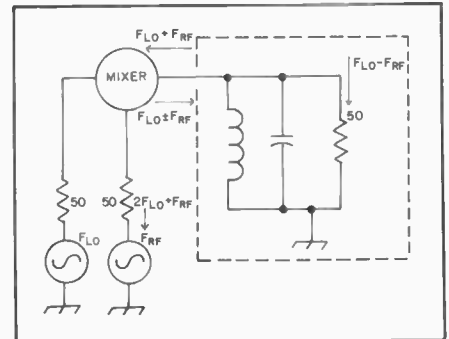 FLO + FRF
MIXER
FLO-FRF
FLO±FRF
50
50
50
2FLO+FRF
FLO
FRF